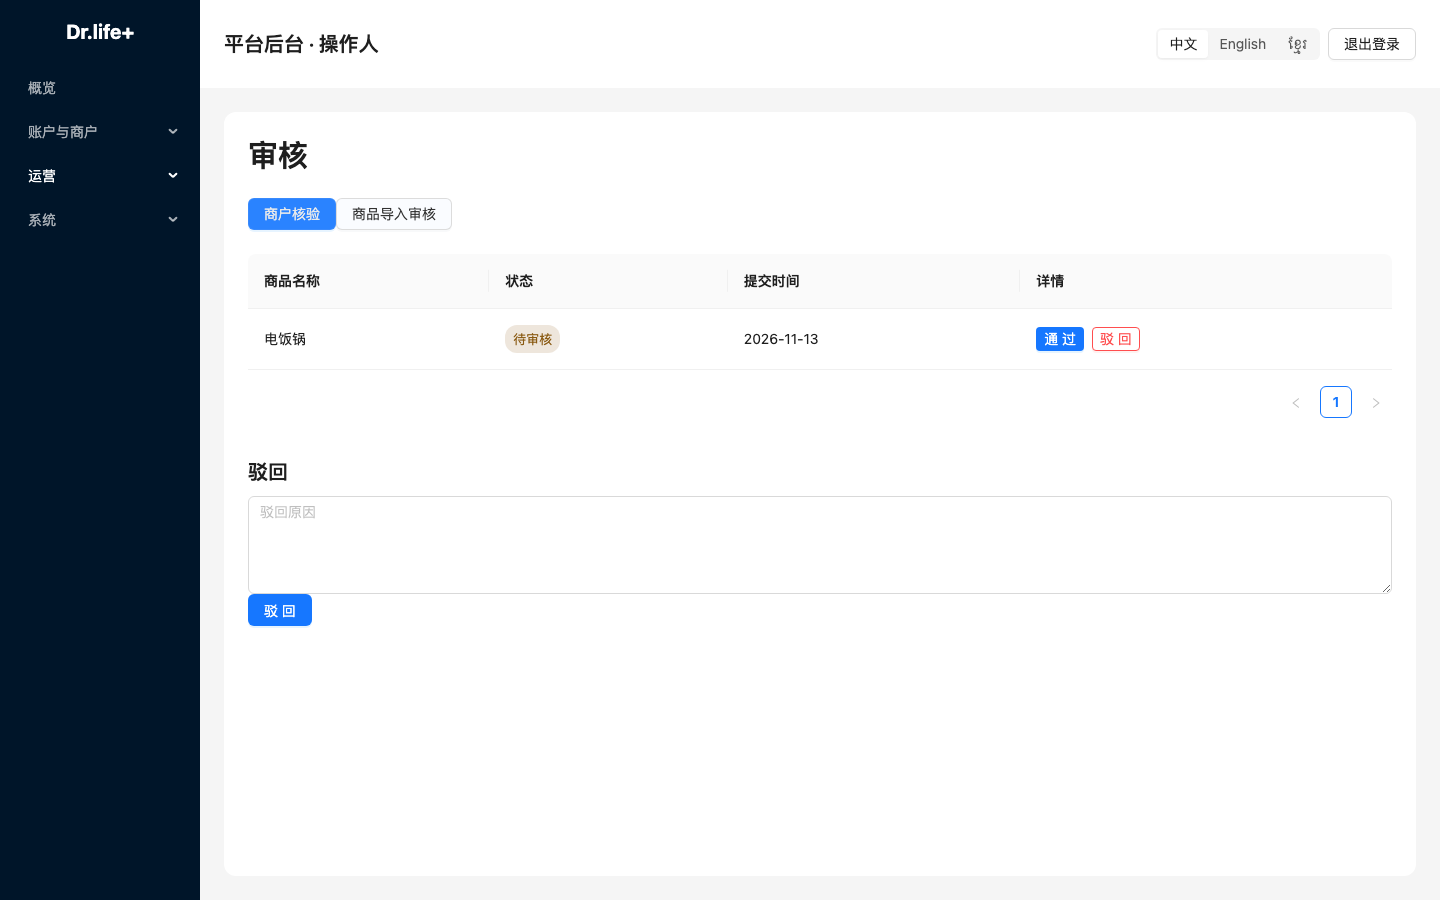 Dr.life+
概览
账户与商户
运营
系统
平台后台 · 操作人
中文 English ខ្មែរ
退出登录
审核
商户核验 商品导入审核
商品名称 状态 提交时间 详情
电饭锅 待审核 2026-11-13 通过 驳回
1
驳回
驳回原因
驳回